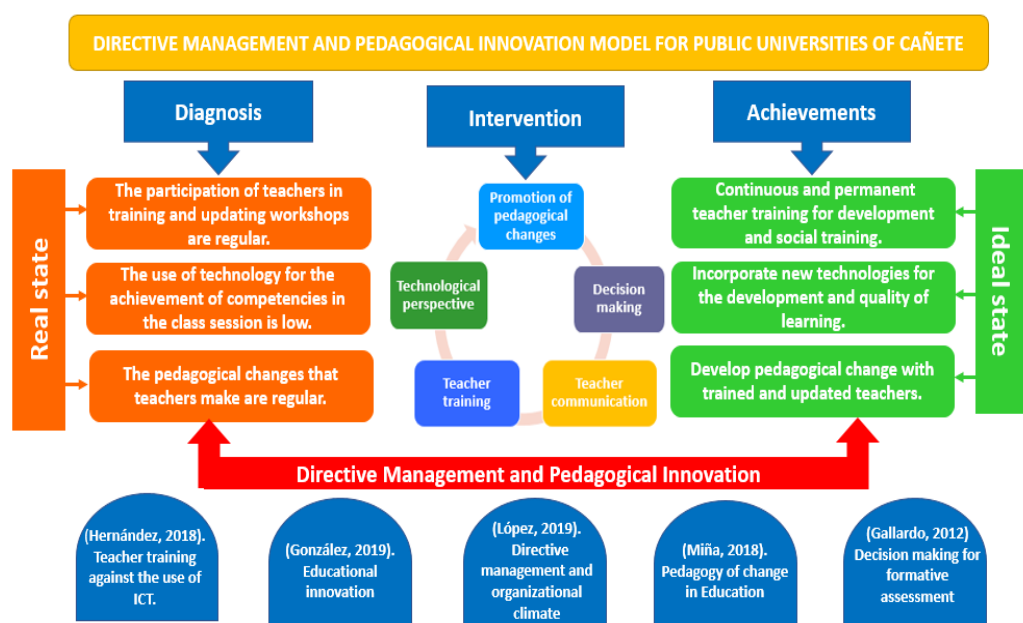 DIRECTIVE MANAGEMENT AND PEDAGOGICAL INNOVATION MODEL FOR PUBLIC UNIVERSITIES OF CAÑETE
Diagnosis
Intervention
Achievements
Real state
The participation of teachers in
training and updating workshops
are regular.
The use of technology for the
achievement of competencies in
the class session is low.
The pedagogical changes that
teachers make are regular.
Promotion of
pedagogical
changes
Decision
making
Teacher
communication
Teacher
training
Technological
perspective
Continuous and permanent
teacher training for development
and social training.
Incorporate new technologies for
the development and quality of
learning.
Develop pedagogical change with
trained and updated teachers.
Ideal state
Directive Management and Pedagogical Innovation
(Hernández, 2018).
Teacher training
against the use of
ICT.
(González, 2019).
Educational
innovation
(López, 2019).
Directive
management and
organizational
climate
(Miña, 2018).
Pedagogy of change
in Education
(Gallardo, 2012)
Decision making for
formative
assessment